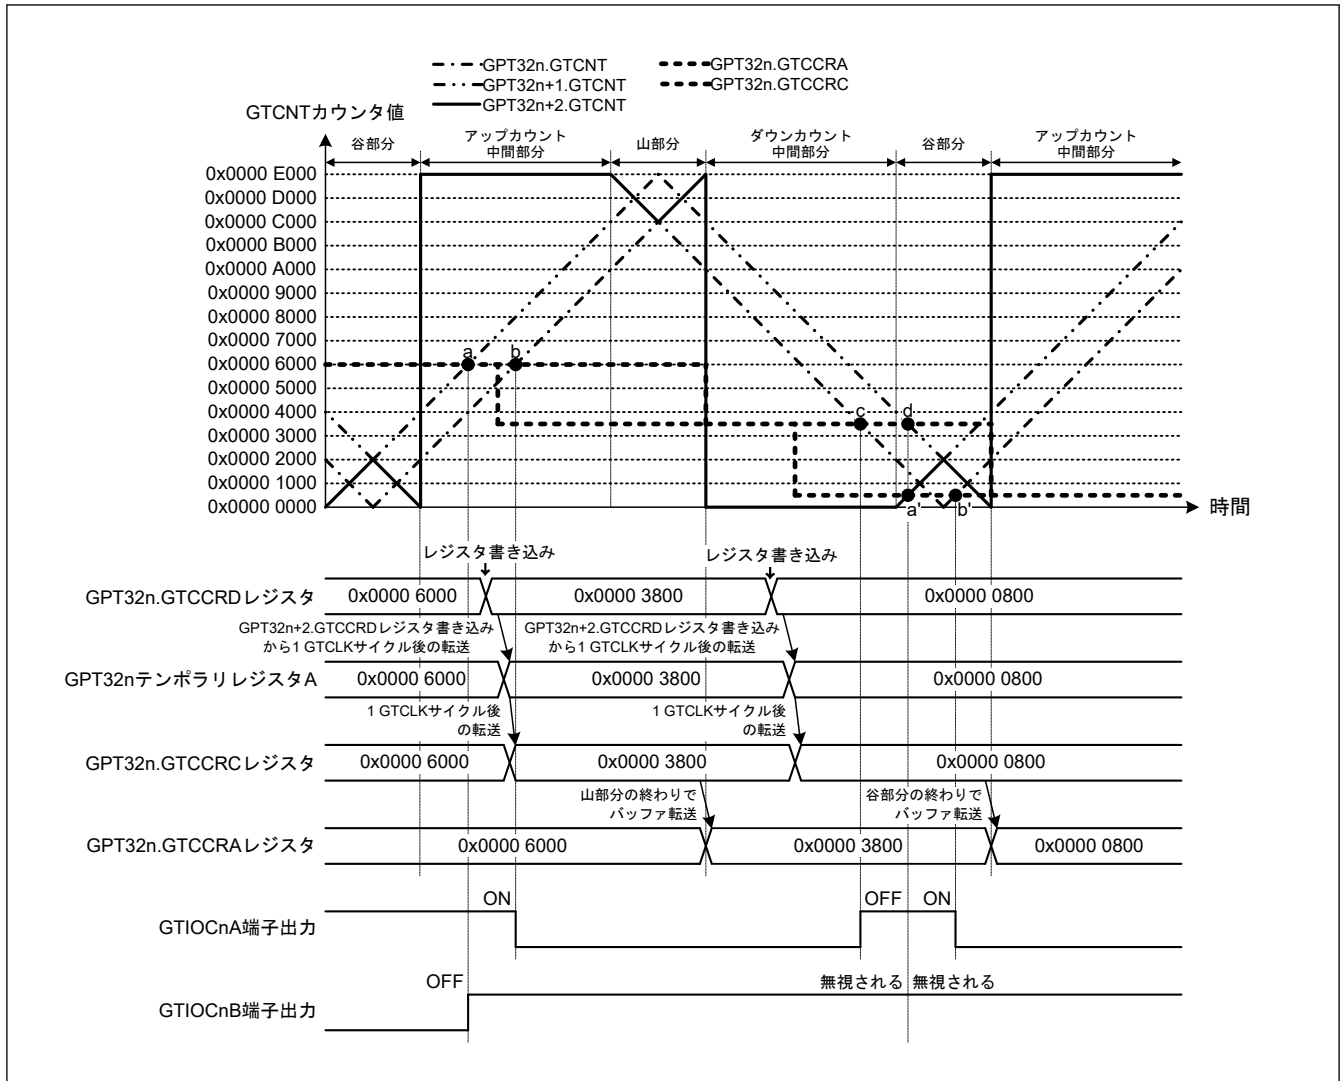 GPT32n.GTCNT
GPT32n.GTCCRA
GPT32n+1.GTCNT
GPT32n.GTCCRC
GPT32n+2.GTCNT
GTCNTカウンタ値
谷部分
アップカウント
中間部分
山部分
ダウンカウント
中間部分
谷部分
アップカウント
中間部分
0x0000 E000
0x0000 D000
0x0000 C000
0x0000 B000
0x0000 A000
0x0000 9000
0x0000 8000
0x0000 7000
0x0000 6000
0x0000 5000
0x0000 4000
0x0000 3000
0x0000 2000
0x0000 1000
0x0000 0000
a
b
c
d
a'
b'
時間
レジスタ書き込み
レジスタ書き込み
GPT32n.GTCCRDレジスタ
0x0000 6000
0x0000 3800
0x0000 0800
GPT32n+2.GTCCRDレジスタ書き込み
から1 GTCLKサイクル後の転送
GPT32n+2.GTCCRDレジスタ書き込み
から1 GTCLKサイクル後の転送
GPT32nテンポラリレジスタA
0x0000 6000
0x0000 3800
0x0000 0800
1 GTCLKサイクル後
の転送
1 GTCLKサイクル後
の転送
GPT32n.GTCCRCレジスタ
0x0000 6000
0x0000 3800
0x0000 0800
山部分の終わりで
バッファ転送
谷部分の終わりで
バッファ転送
GPT32n.GTCCRAレジスタ
0x0000 6000
0x0000 3800
0x0000 0800
GTIOCnA端子出力
ON
OFF
ON
GTIOCnB端子出力
OFF
無視される
無視される